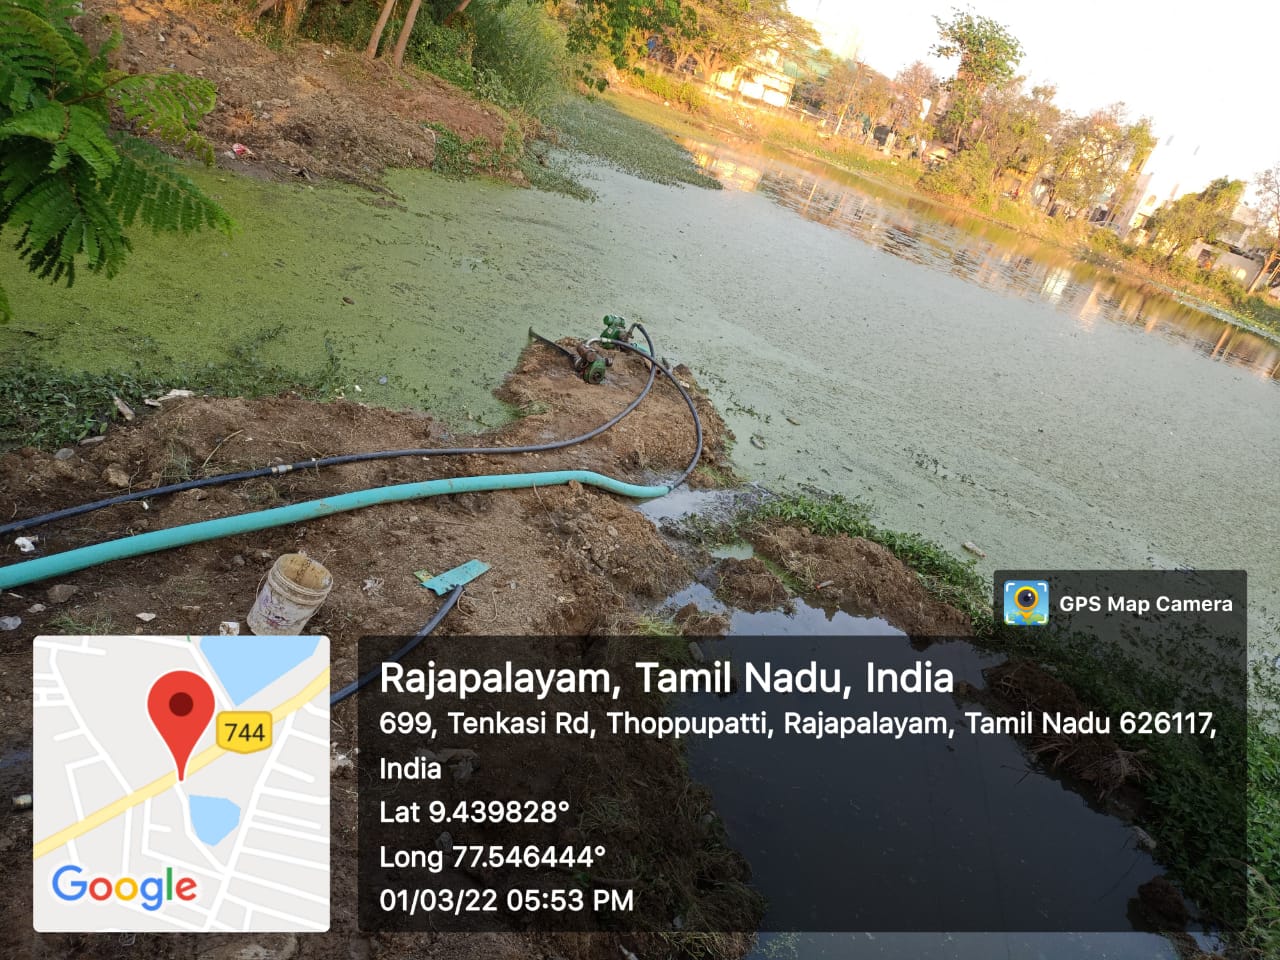 GPS Map Camera
Rajapalayam, Tamil Nadu, India
699, Tenkasi Rd, Thoppupatti, Rajapalayam, Tamil Nadu 626117,
India
Lat 9.439828°
Long 77.546444°
01/03/22 05:53 PM
744
Google